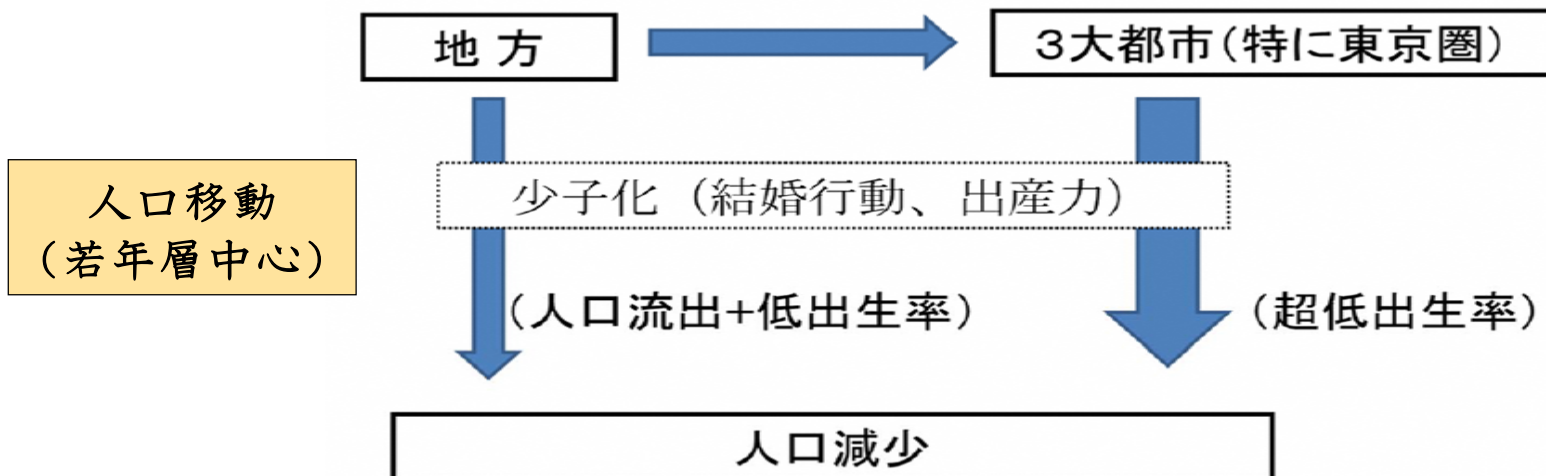 地 方
3大都市(特に東京圏)
人口移動
(若年層中心)
少子化（結婚行動、出産力）
(人口流出+低出生率)
(超低出生率)
人口減少